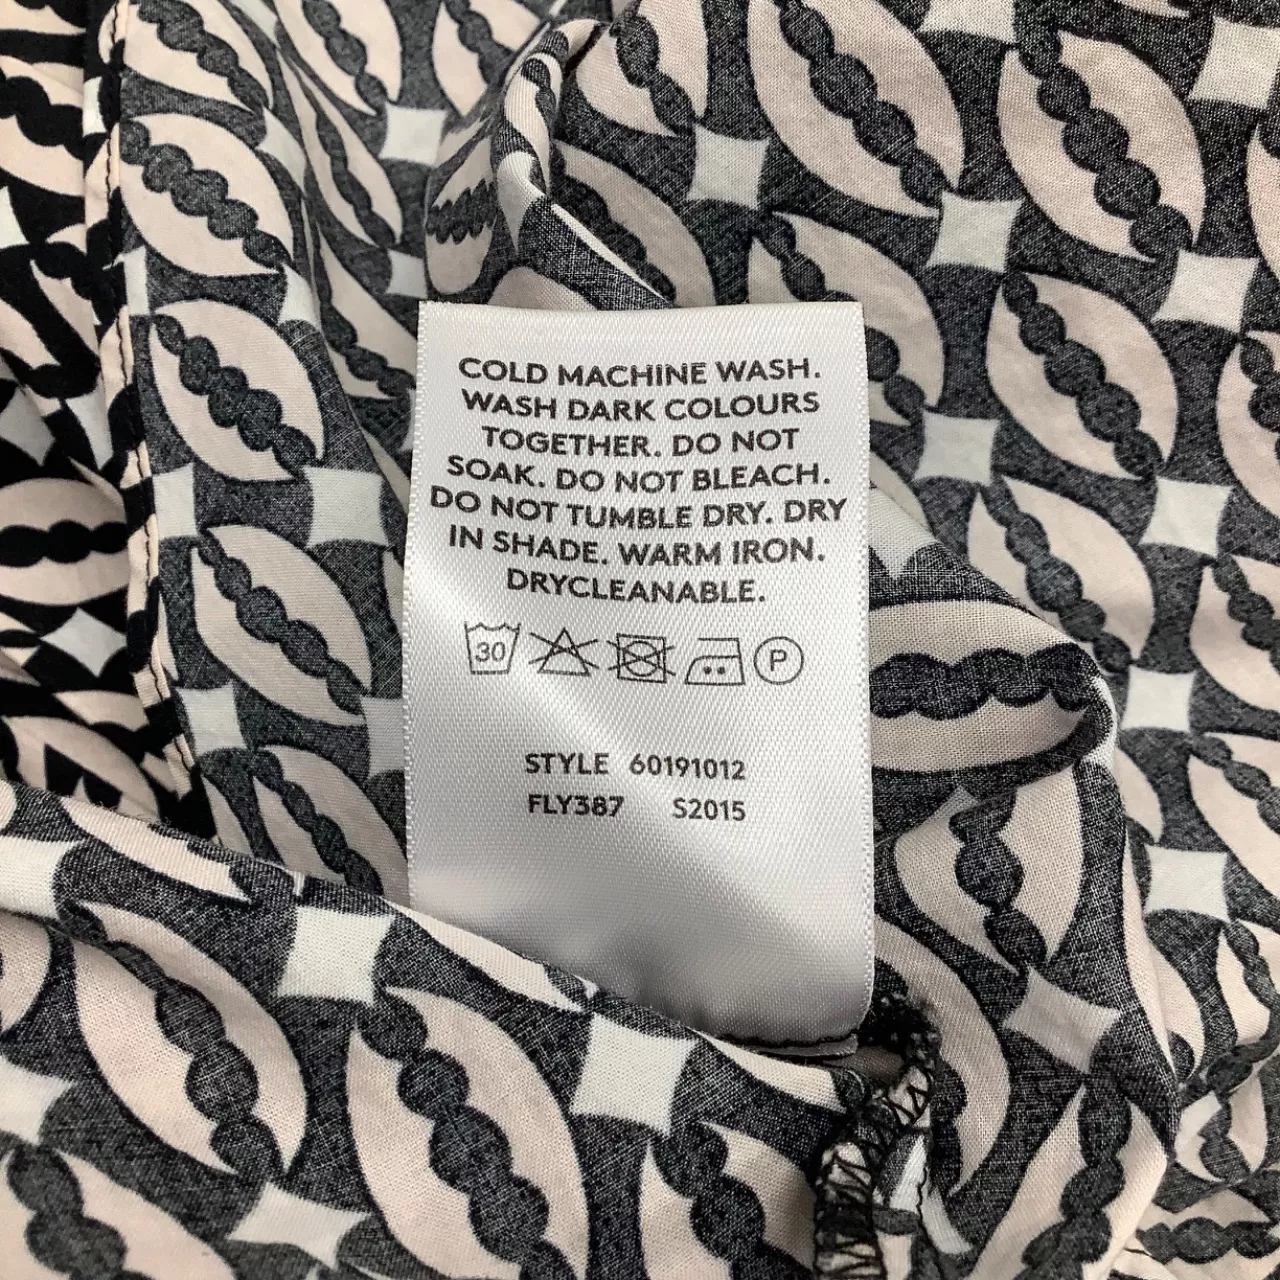 COLD MACHINE WASH.
WASH DARK COLOURS
TOGETHER. DO NOT
SOAK. DO NOT BLEACH.
DO NOT TUMBLE DRY. DRY
IN SHADE. WARM IRON.
DRYCLEANABLE.
30 P
STYLE 60191012
FLY387 S2015